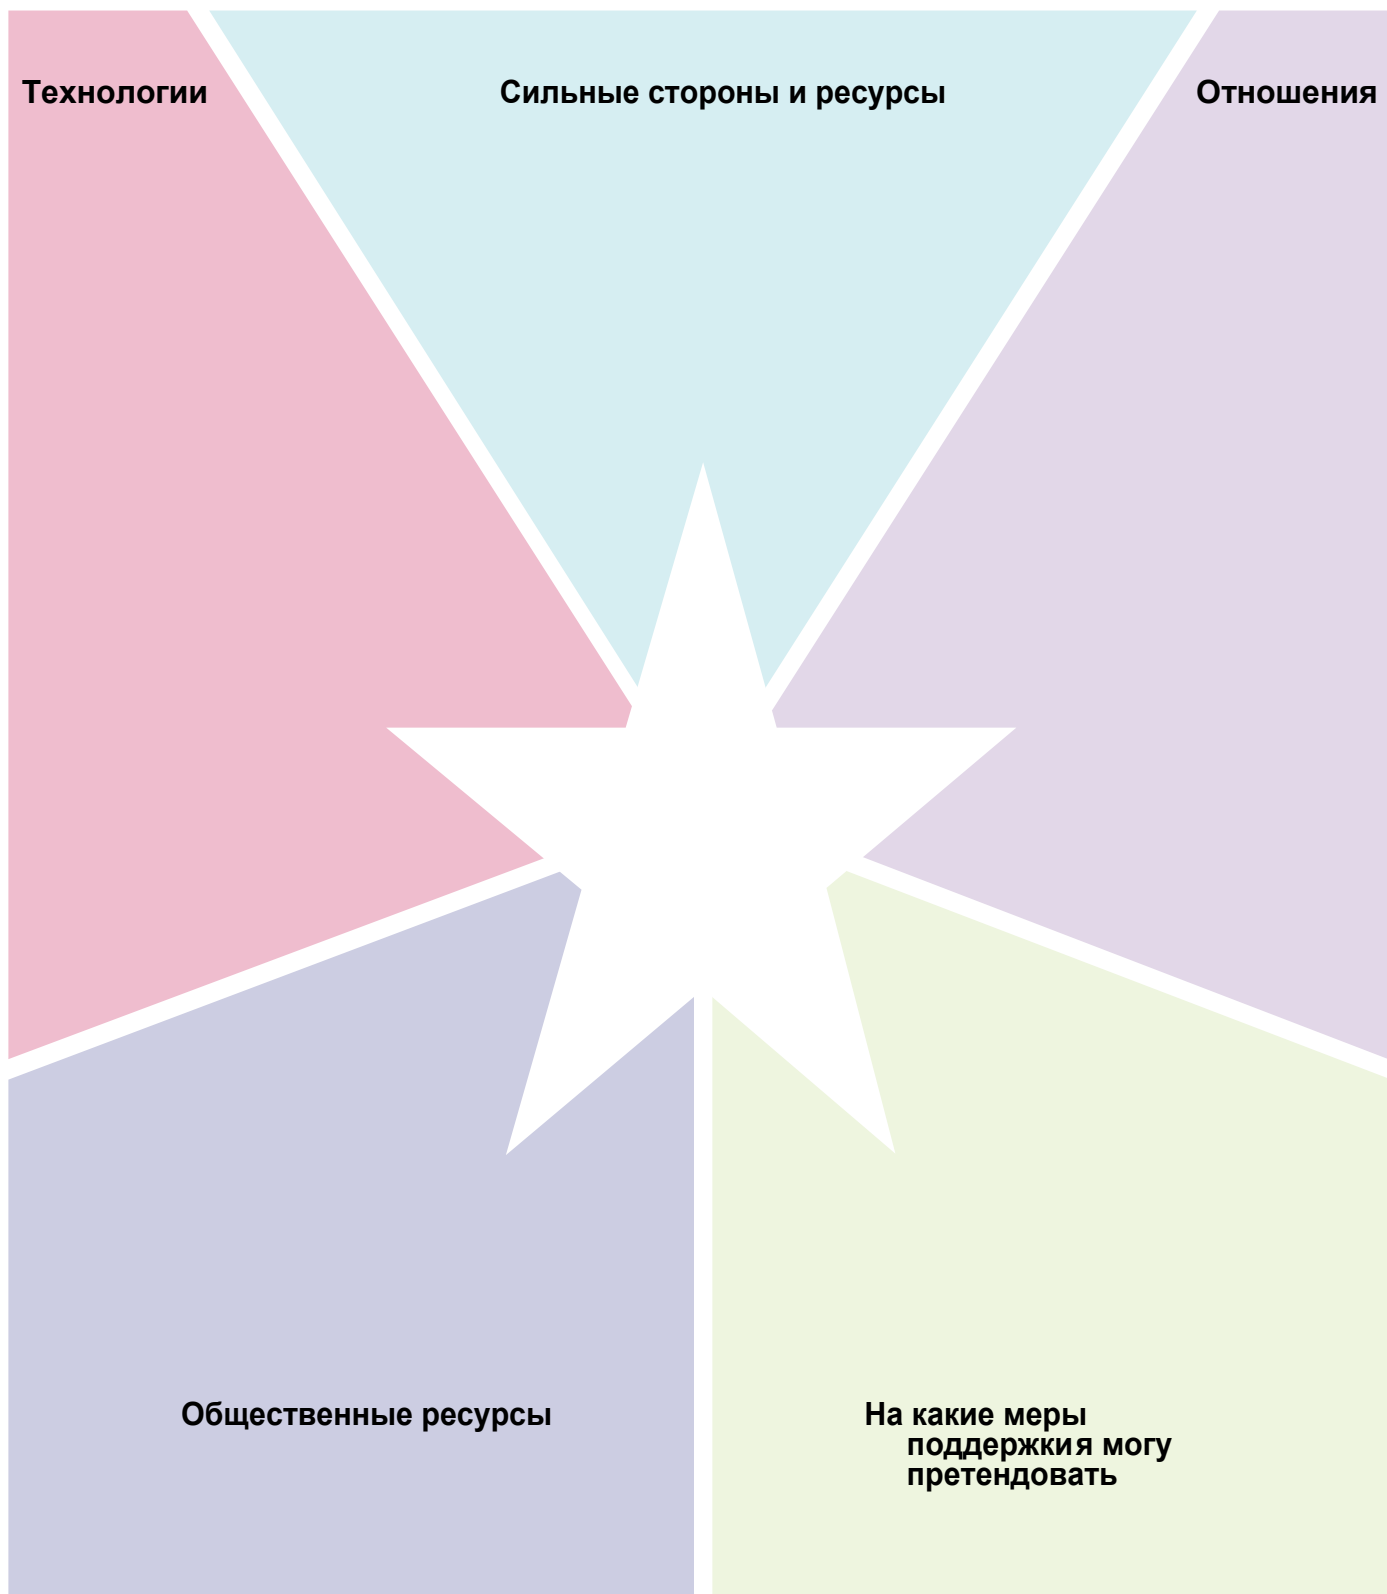 Технологии
Сильные стороны и ресурсы
Отношения
Общественные ресурсы
На какие меры
поддержкия могу
претендовать